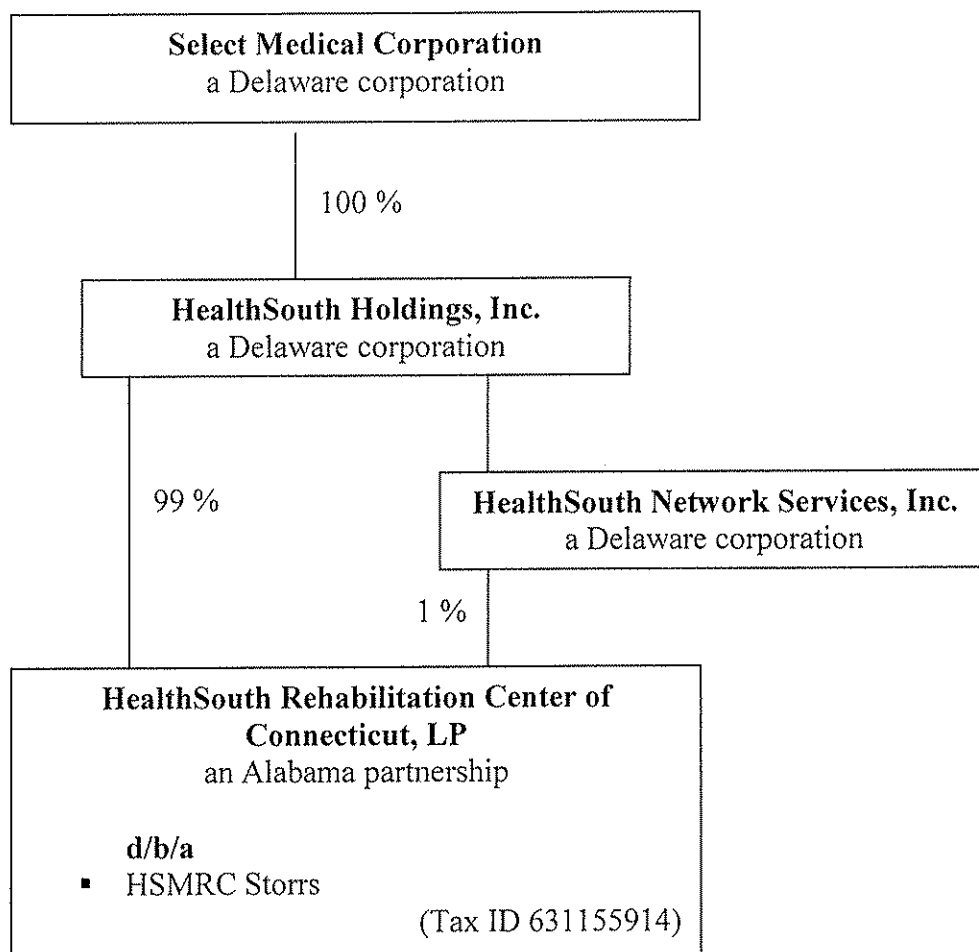 Select Medical Corporation
a Delaware corporation
100 %
HealthSouth Holdings, Inc.
a Delaware corporation
99 %
HealthSouth Network Services, Inc.
a Delaware corporation
1 %
HealthSouth Rehabilitation Center of
Connecticut, LP
an Alabama partnership
d/b/a
▪ HSMRC Storrs
(Tax ID 631155914)